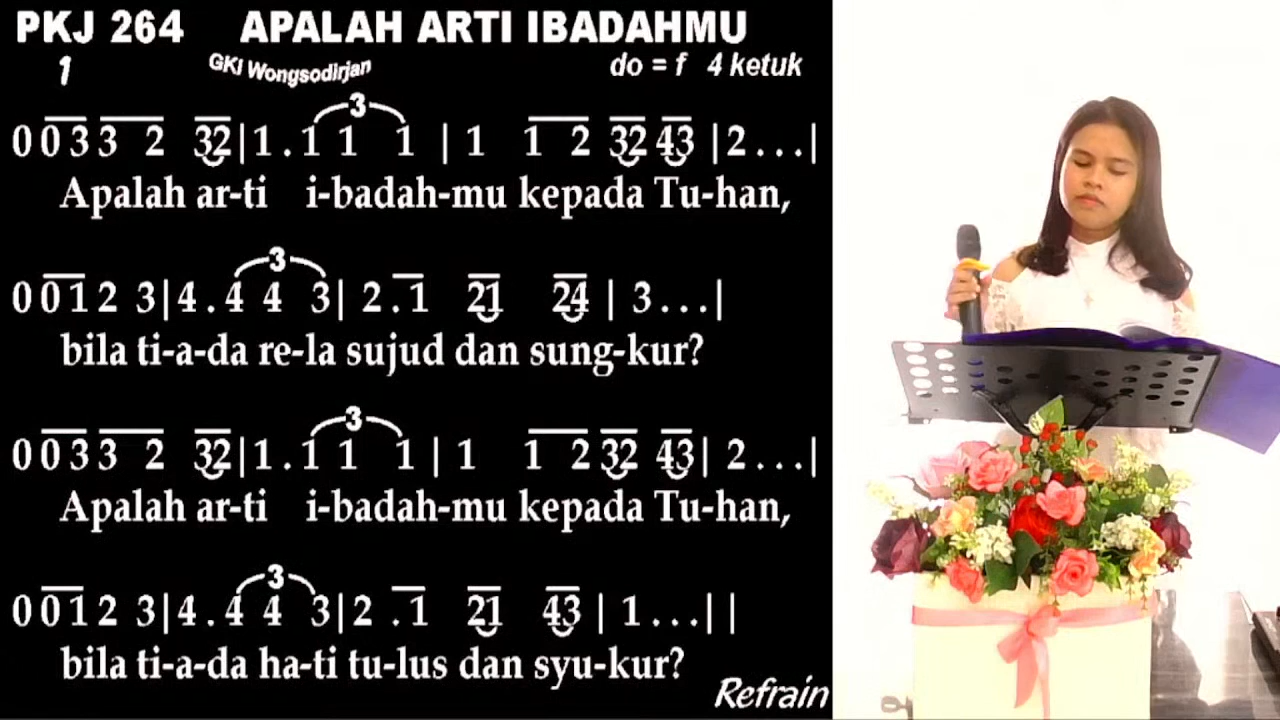 PKJ 264 APALAH ARTI IBADAHMU
1 GKI Wongsodirjan do = f 4 ketuk
3
0 0 3 3 2 32 | 1 . 1 1 1 | 1 1 2 32 43 | 2 . . . |
Apalah ar-ti i-badah-mu kepada Tu-han,
3
0 0 1 2 3 | 4 . 4 4 3 | 2 . 1 21 24 | 3 . . . |
bila ti-a-da re-la sujud dan sung-kur?
3
0 0 3 3 2 32 | 1 . 1 1 1 | 1 1 2 32 43 | 2 . . . |
Apalah ar-ti i-badah-mu kepada Tu-han,
3
0 0 1 2 3 | 4 . 4 4 3 | 2 . 1 21 43 | 1 . . . | |
bila ti-a-da ha-ti tu-lus dan syu-kur?
Refrain